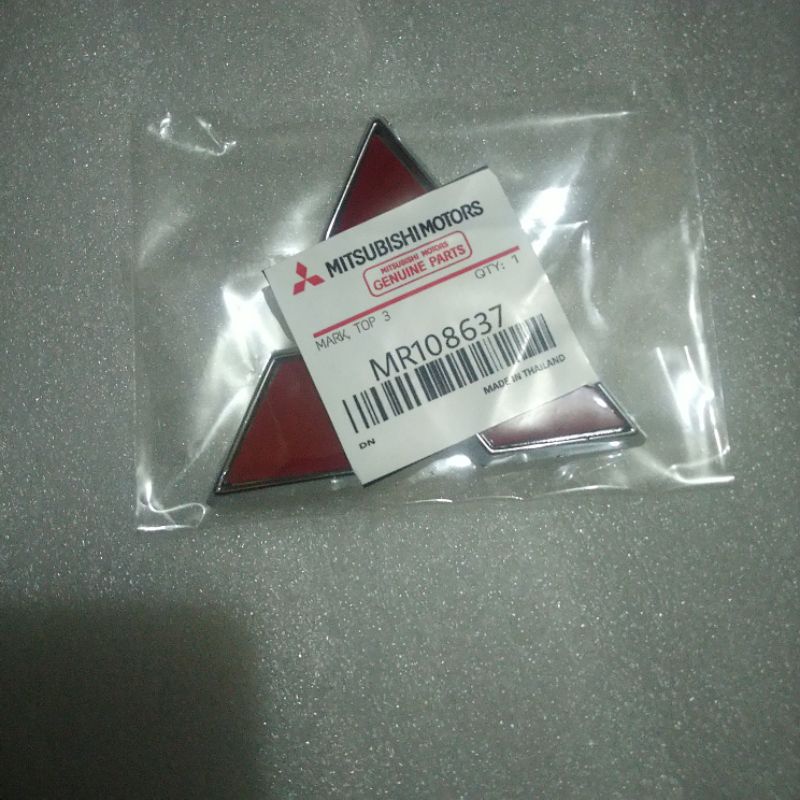 MITSUBISHI MOTORS
MITSUBISHI MOTORS
GENUINE PARTS
MARK, TOP 3
QTY: 1
MR108637
MADE IN THAILAND
DN